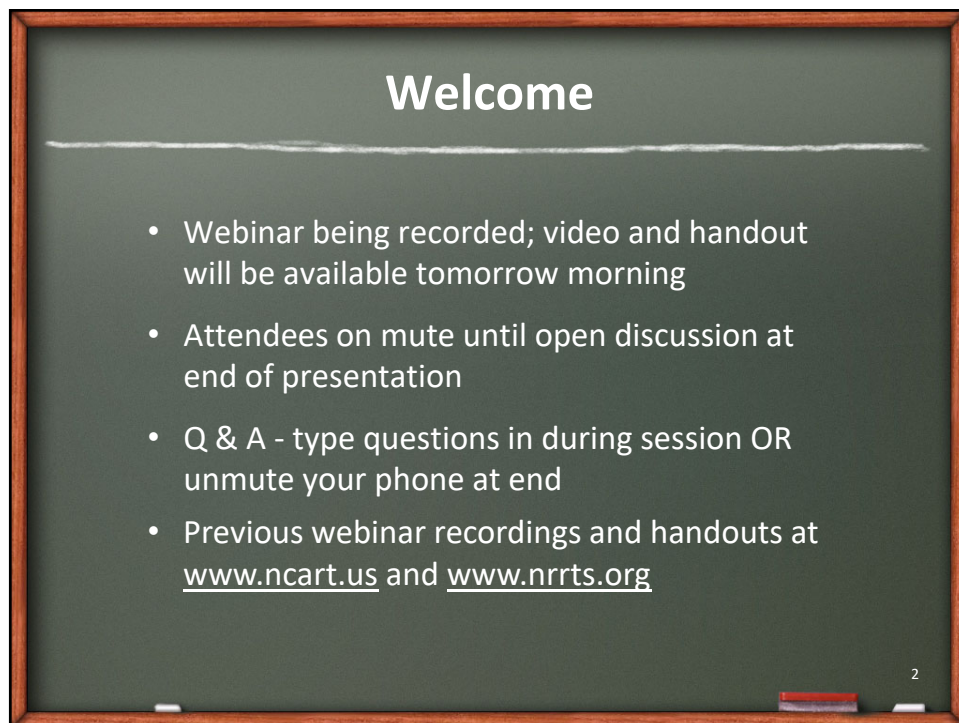 Welcome
• Webinar being recorded; video and handout
will be available tomorrow morning
• Attendees on mute until open discussion at
end of presentation
• Q & A - type questions in during session OR
unmute your phone at end
• Previous webinar recordings and handouts at
www.ncart.us and www.nrrts.org
2